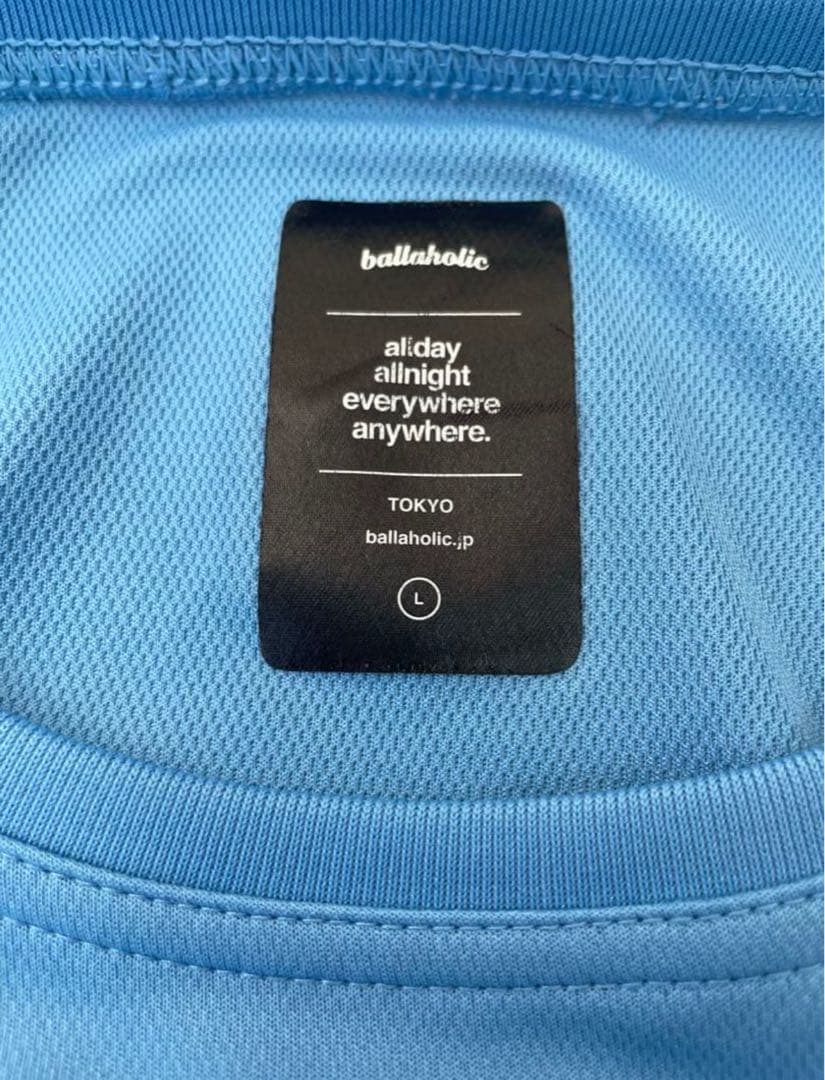 ballaholic
allday
allnight
everywhere
anywhere.
TOKYO
ballaholic.jp
L